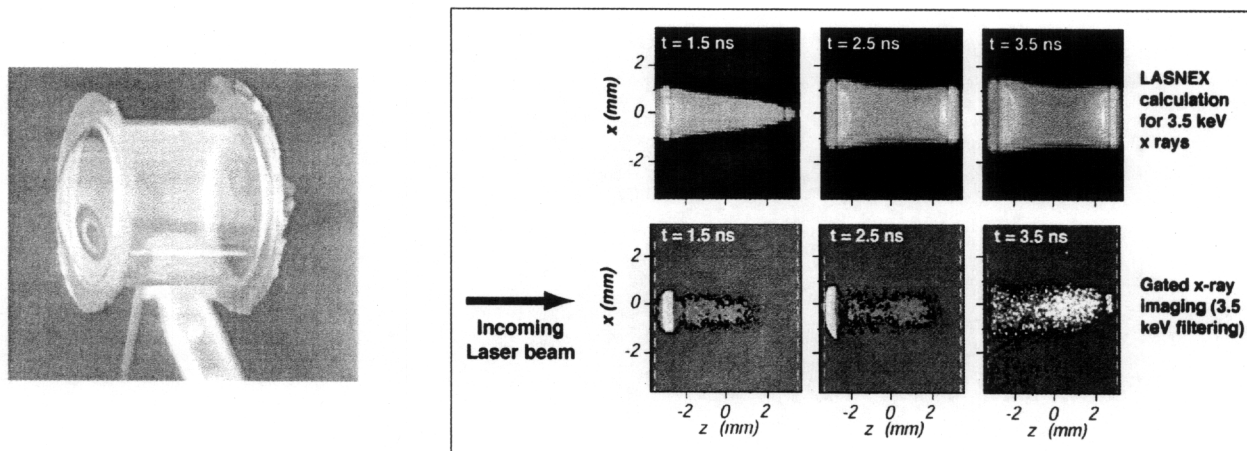 t = 1.5 ns
t = 2.5 ns
t = 3.5 ns
2
0
-2
x (mm)
LASNEX
calculation
for 3.5 keV
x rays
t = 1.5 ns
t = 2.5 ns
t = 3.5 ns
2
0
-2
x (mm)
Incoming
Laser beam
Gated x-ray
imaging (3.5
keV filtering)
-2 0 2
z (mm)
-2 0 2
z (mm)
-2 0 2
z (mm)